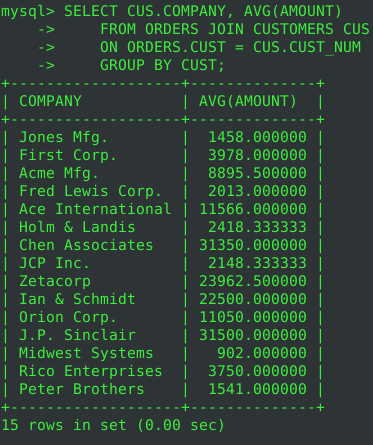 mysql> SELECT CUS.COMPANY, AVG(AMOUNT)
    ->     FROM ORDERS JOIN CUSTOMERS CUS
    ->     ON ORDERS.CUST = CUS.CUST_NUM
    ->     GROUP BY CUST;
+-------------------+--------------+
| COMPANY           | AVG(AMOUNT)  |
+-------------------+--------------+
| Jones Mfg.        |  1458.000000 |
| First Corp.       |  3978.000000 |
| Acme Mfg.         |  8895.500000 |
| Fred Lewis Corp.  |  2013.000000 |
| Ace International | 11566.000000 |
| Holm & Landis     |  2418.333333 |
| Chen Associates   | 31350.000000 |
| JCP Inc.          |  2148.333333 |
| Zetacorp          | 23962.500000 |
| Ian & Schmidt     | 22500.000000 |
| Orion Corp.       | 11050.000000 |
| J.P. Sinclair     | 31500.000000 |
| Midwest Systems   |   902.000000 |
| Rico Enterprises  |  3750.000000 |
| Peter Brothers    |  1541.000000 |
+-------------------+--------------+
15 rows in set (0.00 sec)